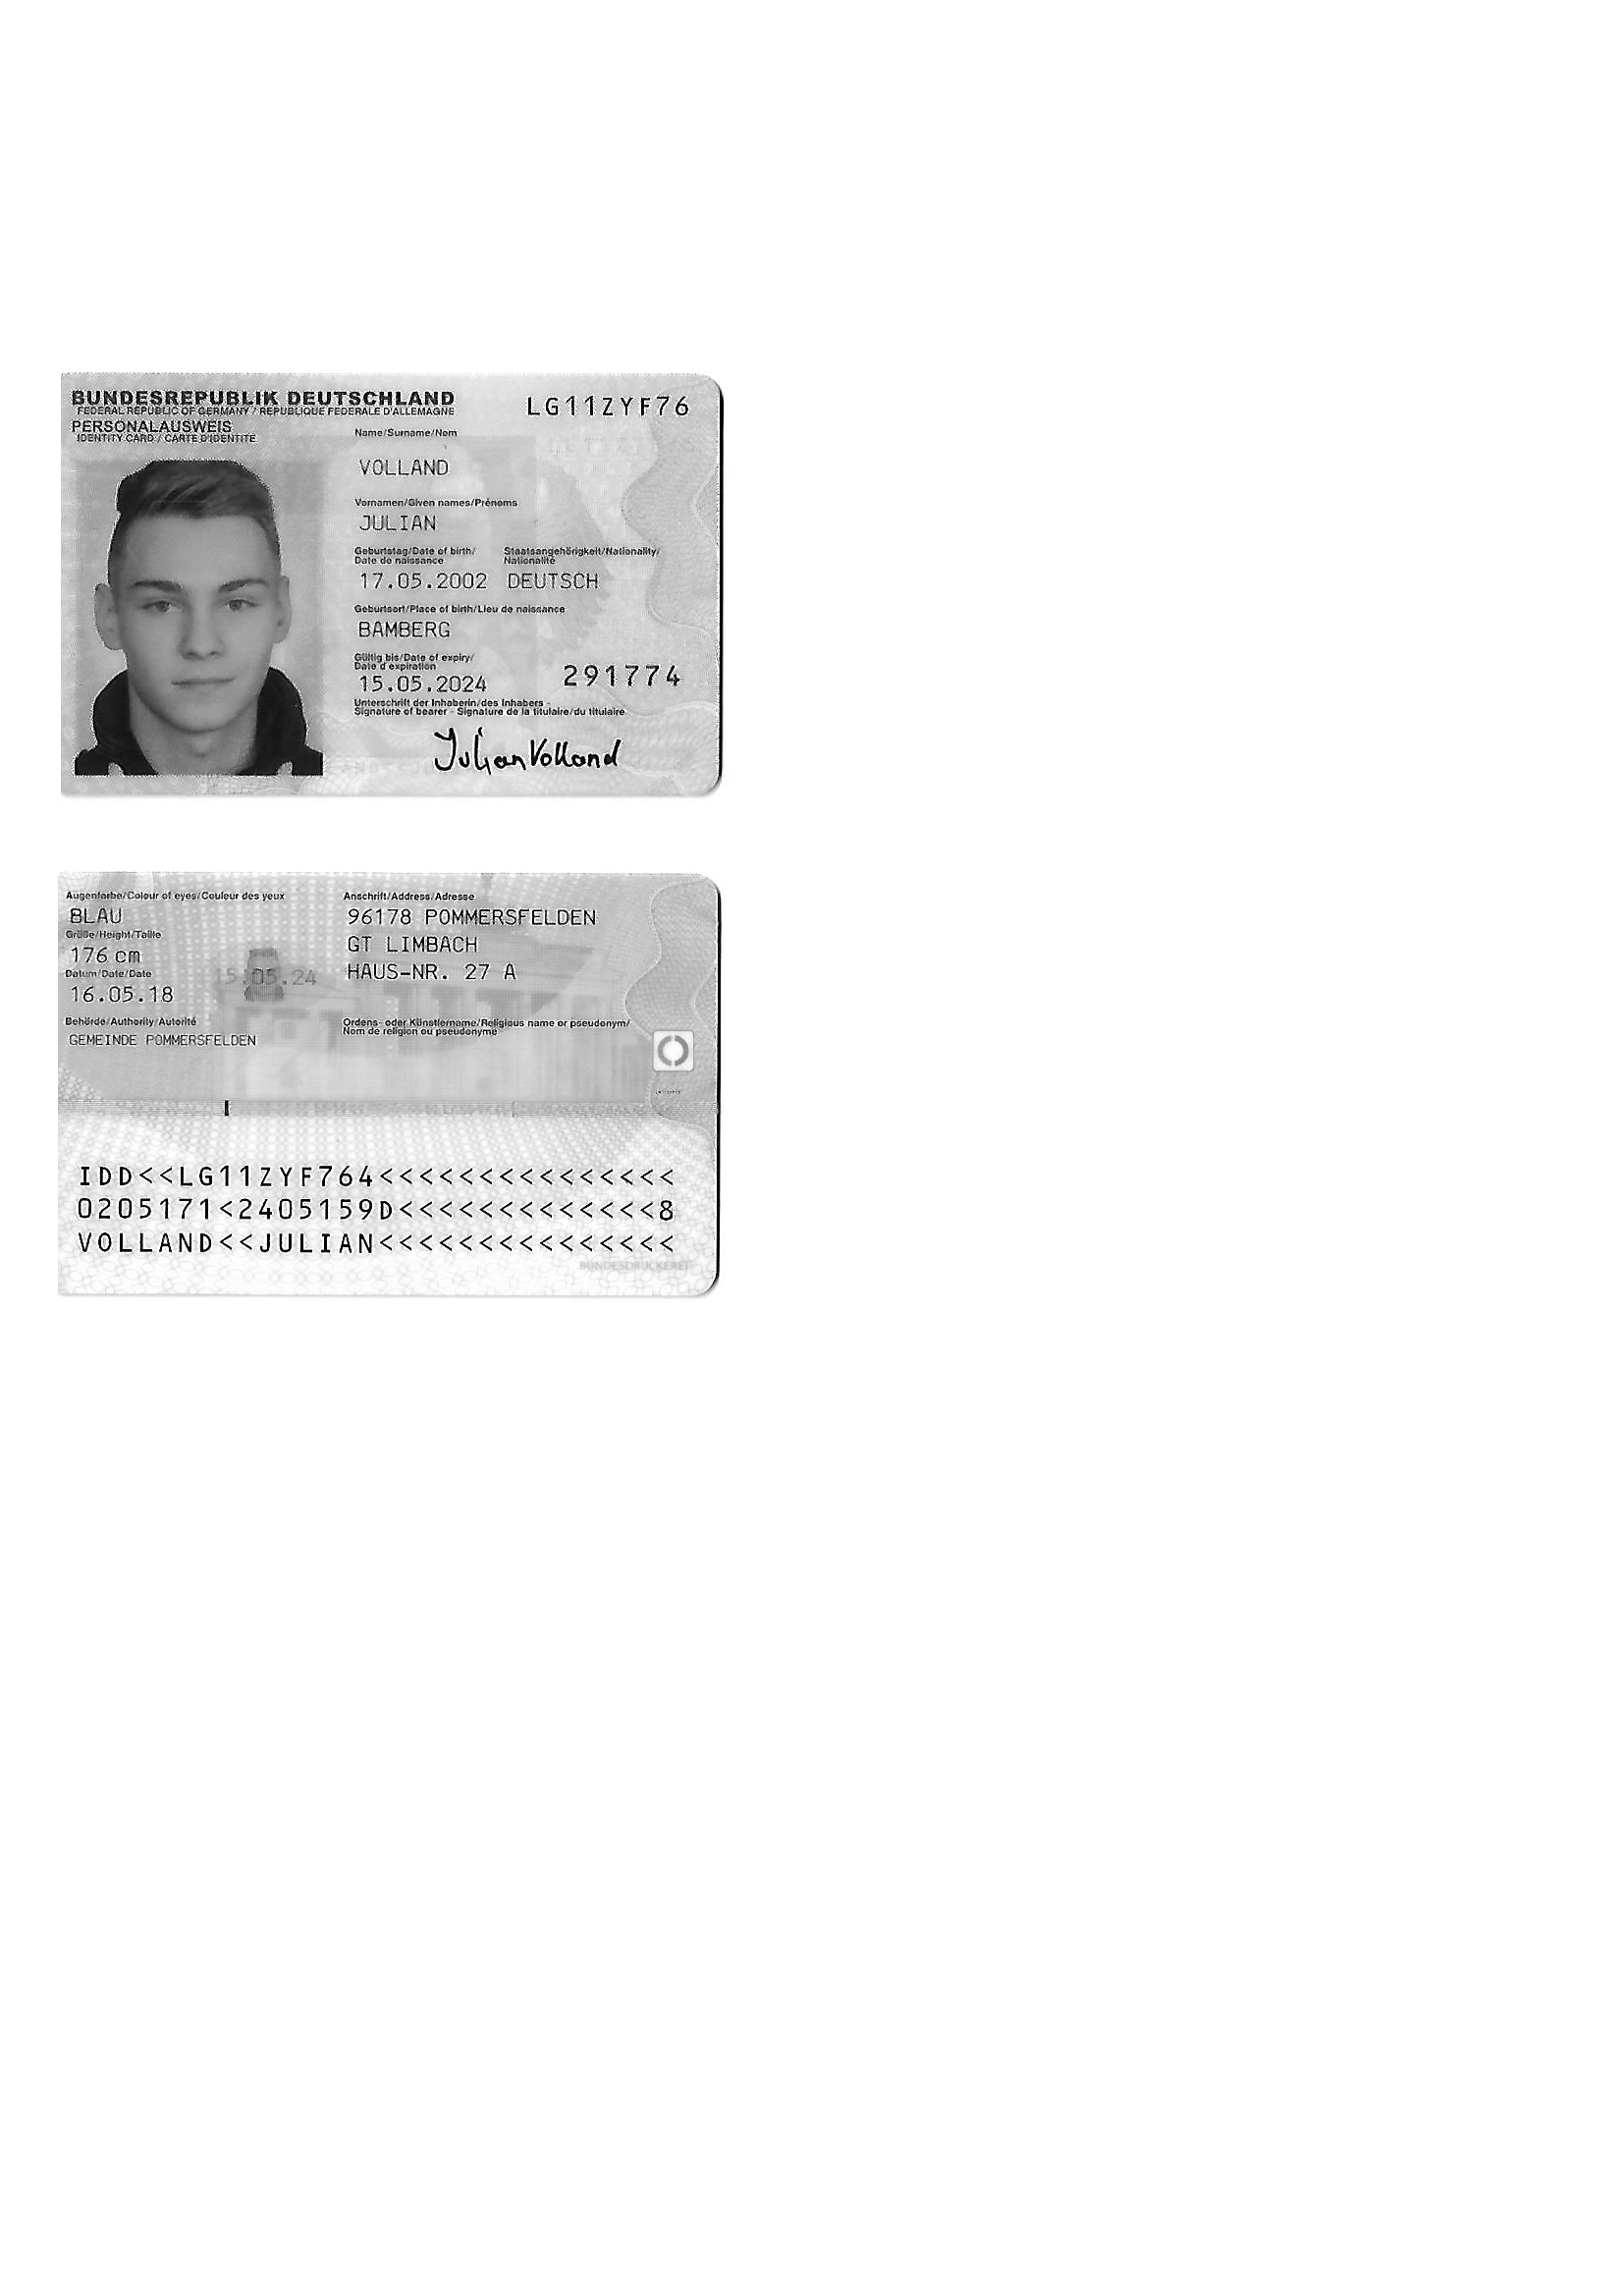 BUNDESREPUBLIK DEUTSCHLAND
FEDERAL REPUBLIC OF GERMANY / REPUBLIQUE FEDERALE D'ALLEMAGNE
PERSONALAUSWEIS
IDENTITY CARD / CARTE D'IDENTITE
LG11ZYF76
Name/Surname/Nom
VOLLAND
Vornamen/Given names/Prénoms
JULIAN
Geburtstag/Date of birth/
Date de naissance
17.05.2002
Staatsangehörigkeit/Nationality/
Nationalité
DEUTSCH
Geburtsort/Place of birth/Lieu de naissance
BAMBERG
Gültig bis/Date of expiry/
Date d'expiration
15.05.2024
291774
Unterschrift der Inhaberin/des Inhabers -
Signature of bearer - Signature de la titulaire/du titulaire
Julian Volland
Augenfarbe/Colour of eyes/Couleur des yeux
BLAU
Größe/Height/Taille
176 cm
Datum/Date/Date
16.05.18
15.05.24
Behörde/Authority/Autorité
GEMEINDE POMMERSFELDEN
Anschrift/Address/Adresse
96178 POMMERSFELDEN
GT LIMBACH
HAUS-NR. 27 A
Ordens- oder Künstlername/Religious name or pseudonym/
Nom de religion ou pseudonyme
IDD<<LG11ZYF764<<<<<<<<<<<<<<<
0205171<2405159D<<<<<<<<<<<<<8
VOLLAND<<JULIAN<<<<<<<<<<<<<<<
BUNDESDRUCKEREI